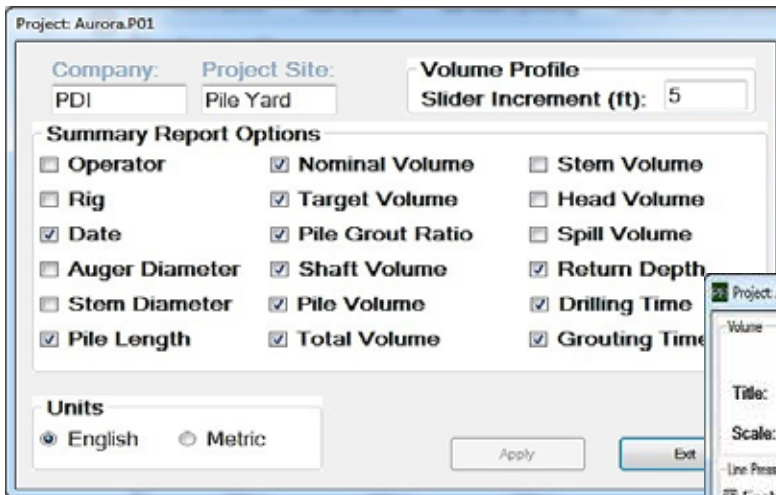 Project: Aurora.P01
Company: Project Site:
PDI Pile Yard
Volume Profile
Slider Increment (ft): 5
Summary Report Options
Operator Nominal Volume Stem Volume
Rig Target Volume Head Volume
Date Pile Grout Ratio Spill Volume
Auger Diameter Shaft Volume Return Depth
Stem Diameter Pile Volume Drilling Time
Pile Length Total Volume Grouting Time
Units
English Metric
Apply Exit
Project:
Volume
Title:
Scale:
Line Press